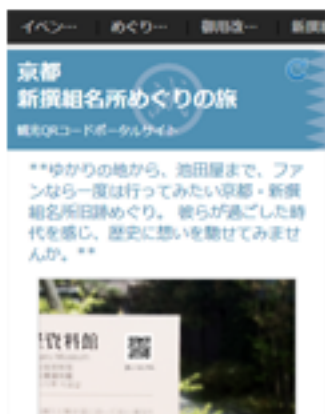 イベン…
めぐり…
御用改…
新撰
京都
新撰組名所めぐりの旅
観光QRコードポータルサイト
**ゆかりの地から、池田屋まで、ファ
ンなら一度は行ってみたい京都・新撰
組名所旧跡めぐり。 彼らが過ごした時
代を感じ、歴史に想いを馳せてみませ
んか。**
資料館